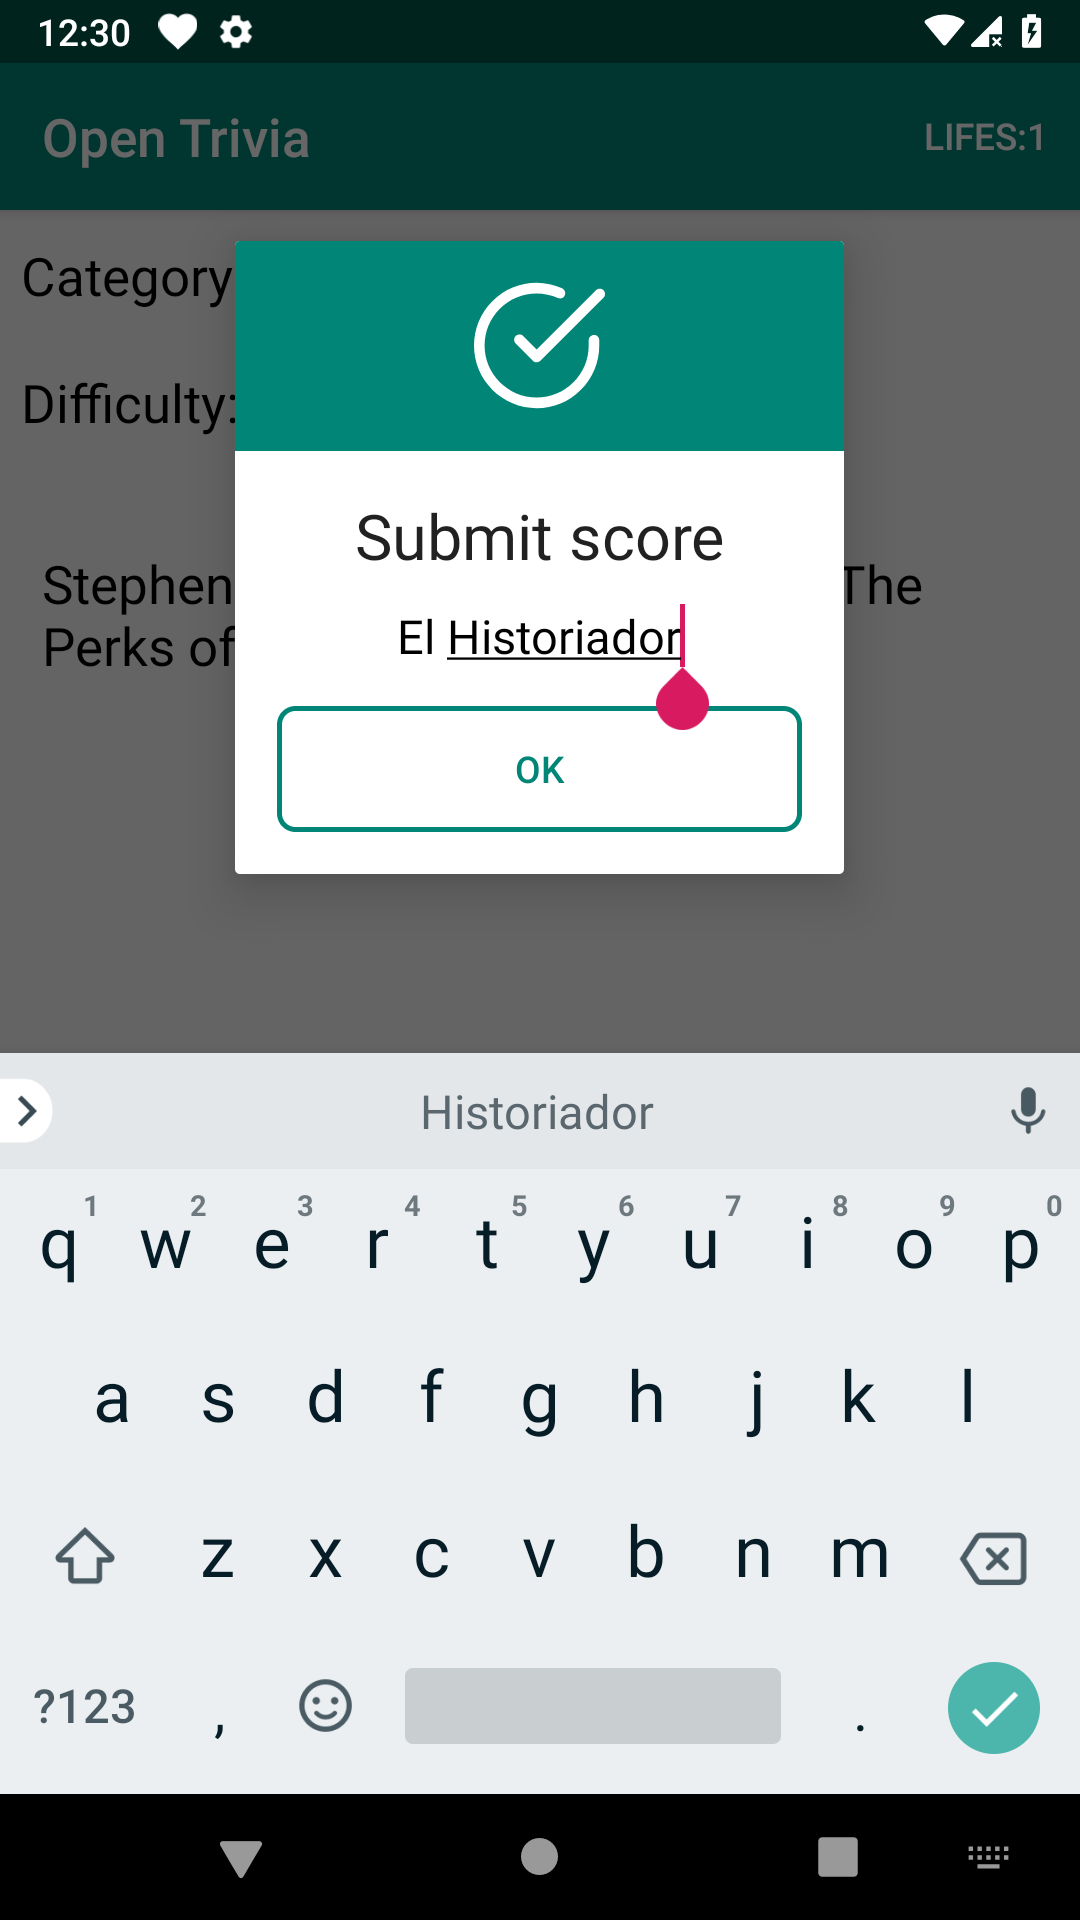 12:30
Open Trivia
LIFES:1
Category
Difficulty:
Submit score
Stephen The
Perks of
El Historiador
OK
Historiador
1 2 3 4 5 6 7 8 9 0
q w e r t y u i o p
a s d f g h j k l
z x c v b n m
?123 , .